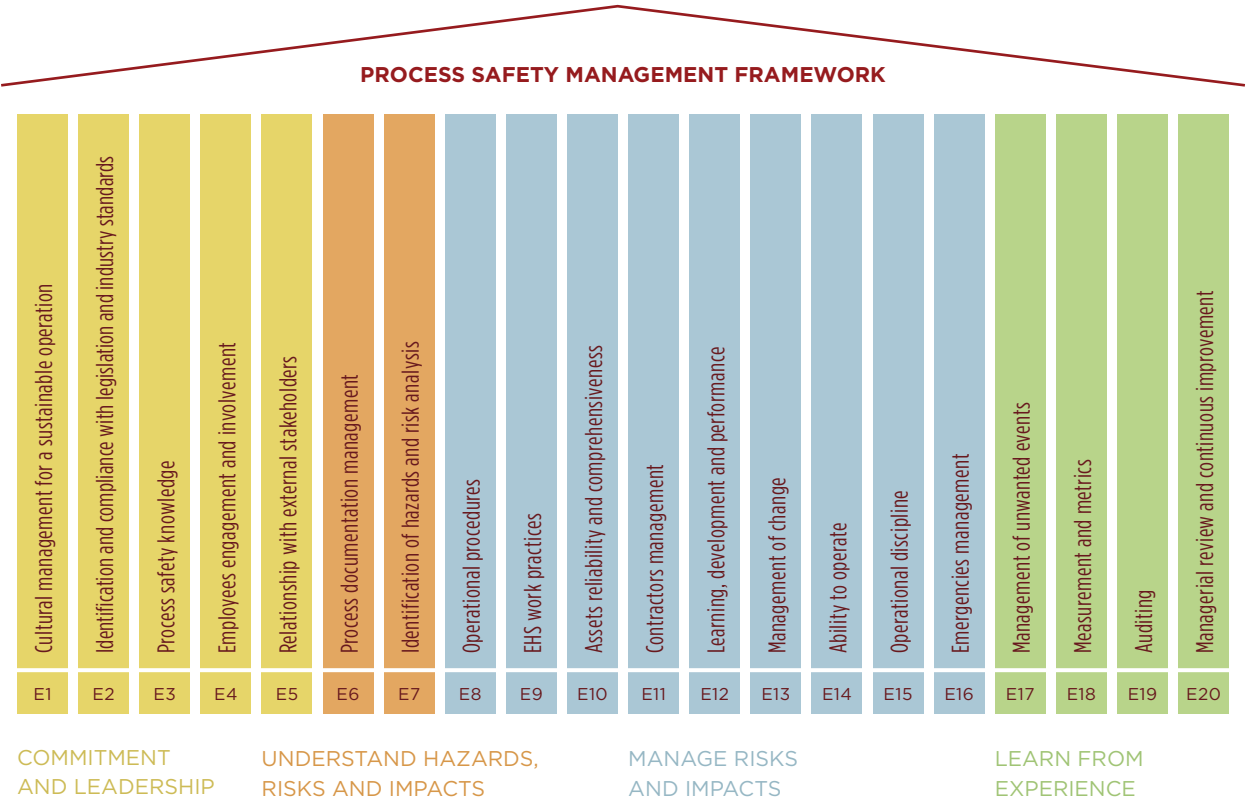 PROCESS SAFETY MANAGEMENT FRAMEWORK
Cultural management for a sustainable operation
Identification and compliance with legislation and industry standards
Process safety knowledge
Employees engagement and involvement
Relationship with external stakeholders
Process documentation management
Identification of hazards and risk analysis
Operational procedures
EHS work practices
Assets reliability and comprehensiveness
Contractors management
Learning, development and performance
Management of change
Ability to operate
Operational discipline
Emergencies management
Management of unwanted events
Measurement and metrics
Auditing
Managerial review and continuous improvement
E1 E2 E3 E4 E5 E6 E7 E8 E9 E10 E11 E12 E13 E14 E15 E16 E17 E18 E19 E20
COMMITMENT
AND LEADERSHIP
UNDERSTAND HAZARDS,
RISKS AND IMPACTS
MANAGE RISKS
AND IMPACTS
LEARN FROM
EXPERIENCE